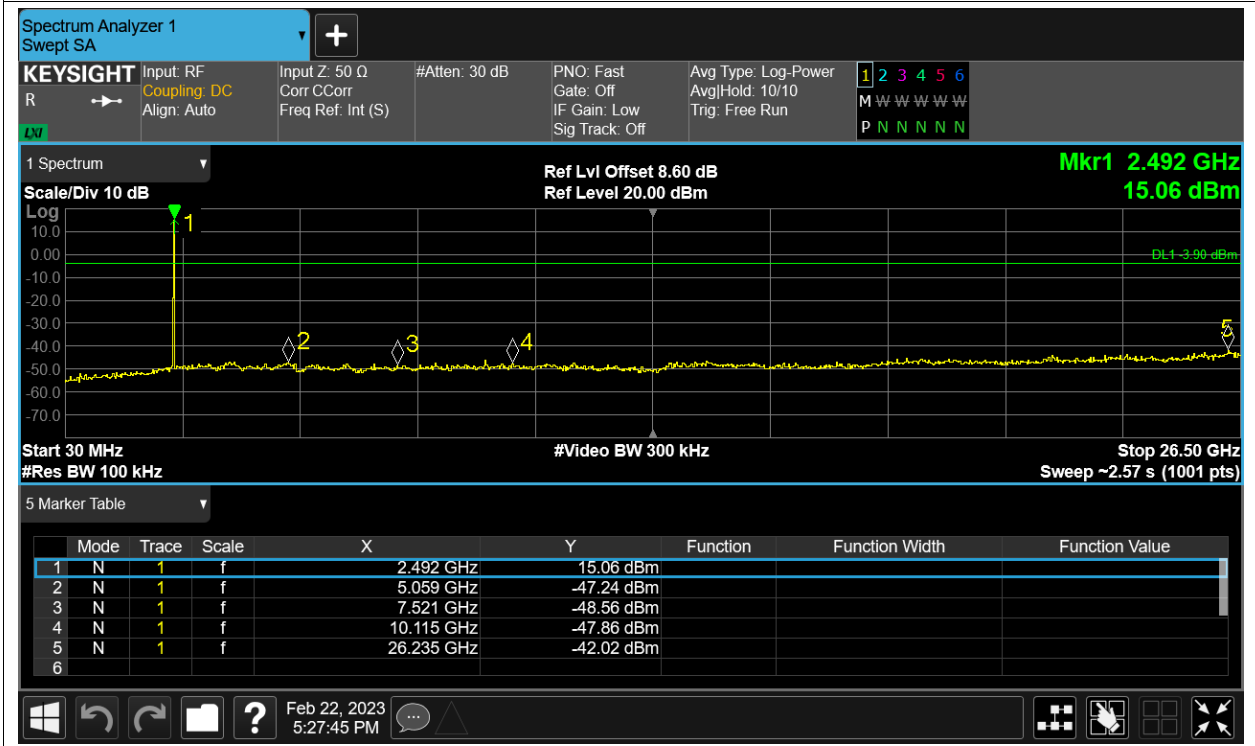 Spectrum Analyzer 1
Swept SA
+
KEYSIGHT Input: RF Input Z: 50 Ω #Atten: 30 dB PNO: Fast Avg Type: Log-Power 1 2 3 4 5 6
R Coupling: DC Corr CCorr Gate: Off Avg|Hold: 10/10 M W W W W W
Align: Auto Freq Ref: Int (S) IF Gain: Low Trig: Free Run
LXI Sig Track: Off P N N N N N
1 Spectrum Ref Lvl Offset 8.60 dB Mkr1 2.492 GHz
Scale/Div 10 dB Ref Level 20.00 dBm 15.06 dBm
Log
1
10.0
0.00 DL1 -3.90 dBm
-10.0
-20.0
-30.0
2 3 4 5
-40.0
-50.0
-60.0
-70.0
Start 30 MHz #Video BW 300 kHz Stop 26.50 GHz
#Res BW 100 kHz Sweep ~2.57 s (1001 pts)
5 Marker Table
Mode Trace Scale X Y Function Function Width Function Value
1 N 1 f 2.492 GHz 15.06 dBm
2 N 1 f 5.059 GHz -47.24 dBm
3 N 1 f 7.521 GHz -48.56 dBm
4 N 1 f 10.115 GHz -47.86 dBm
5 N 1 f 26.235 GHz -42.02 dBm
6
? Feb 22, 2023
5:27:45 PM